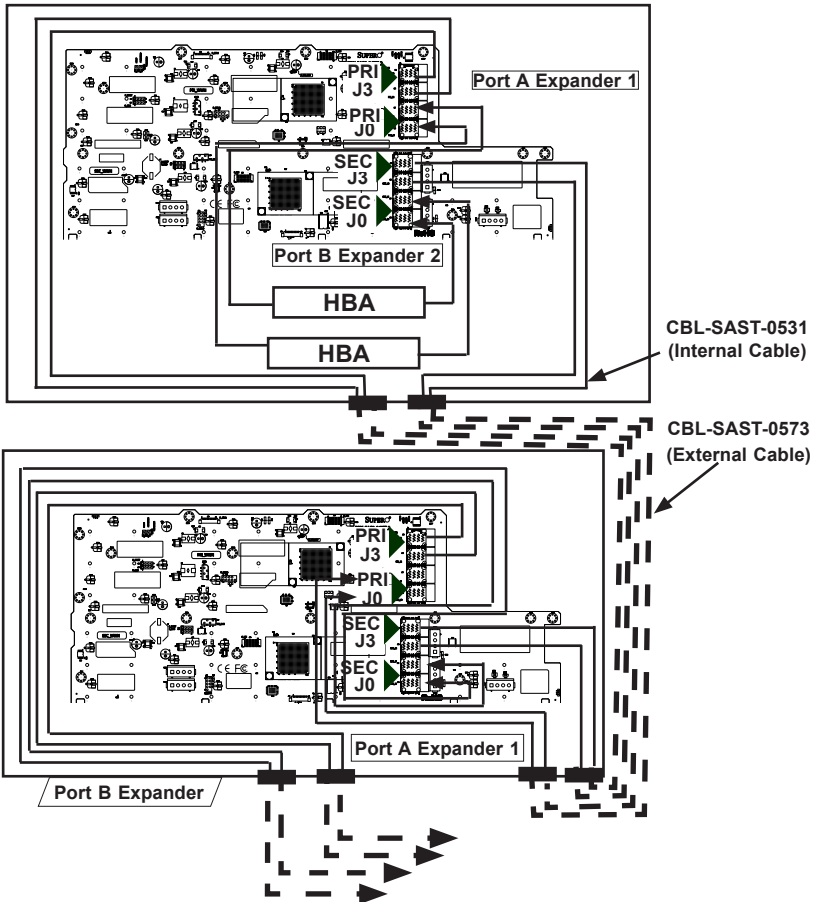 SUPERO
PRI
J3
Port A Expander 1
PRI
J0
SEC
J3
SEC
J0
Port B Expander 2
HBA
HBA
CBL-SAST-0531
(Internal Cable)
CBL-SAST-0573
(External Cable)
SUPERO
PRI
J3
PRI
J0
SEC
J3
SEC
J0
Port A Expander 1
Port B Expander